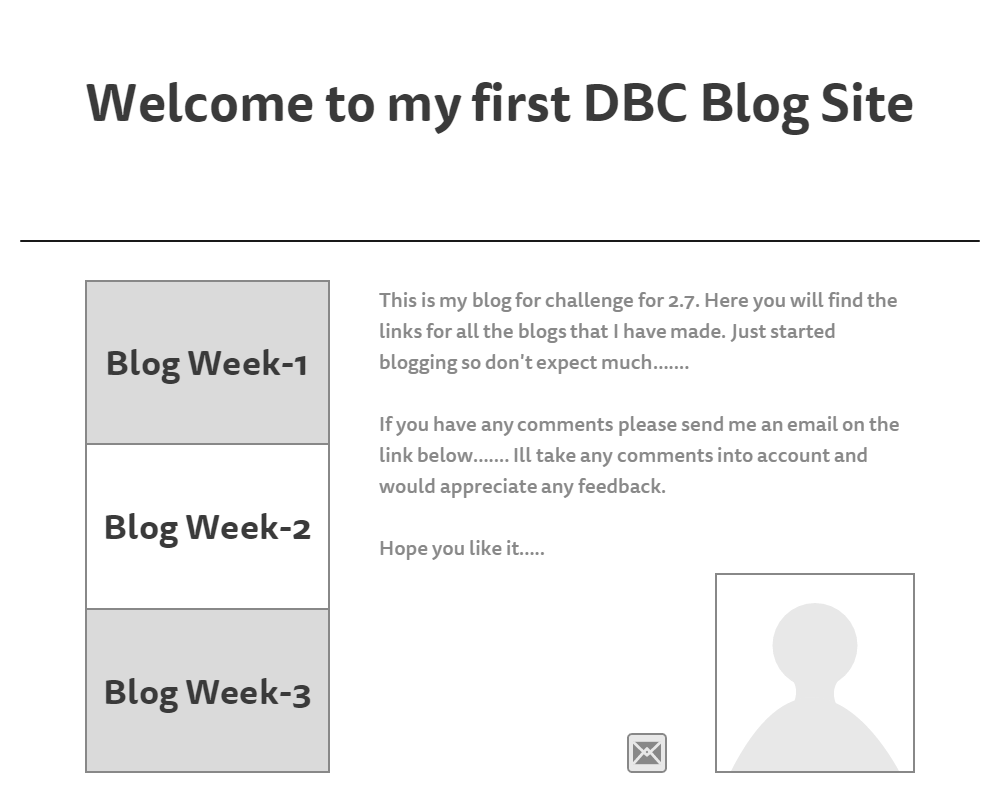 Welcome to my first DBC Blog Site
Blog Week-1
Blog Week-2
Blog Week-3
This is my blog for challenge for 2.7. Here you will find the
links for all the blogs that I have made. Just started
blogging so don't expect much.......
If you have any comments please send me an email on the
link below....... Ill take any comments into account and
would appreciate any feedback.
Hope you like it.....